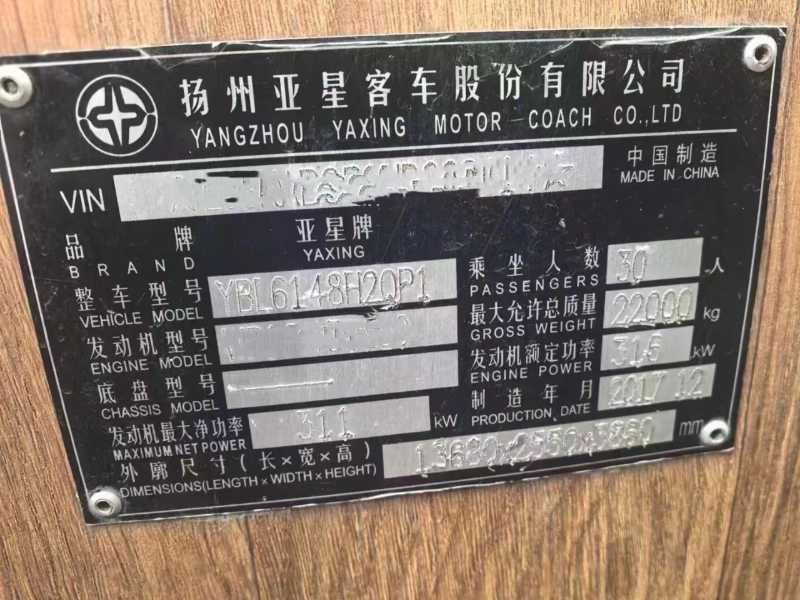 扬州亚星客车股份有限公司
YANGZHOU YAXING MOTOR COACH CO.,LTD
VIN
中国制造
MADE IN CHINA
品牌 亚星牌
BRAND YAXING
整车型号 YBL6148H2QP1
VEHICLE MODEL
乘坐人数 30 人
PASSENGERS
发动机型号
ENGINE MODEL
最大允许总质量 22000 kg
GROSS WEIGHT
底盘型号
CHASSIS MODEL
发动机额定功率 316 kW
ENGINE POWER
发动机最大净功率 311 kW
MAXIMUM NET POWER
制造年月 2017 12
PRODUCTION DATE
外廓尺寸(长×宽×高) mm
DIMENSIONS(LENGTH×WIDTH×HEIGHT)